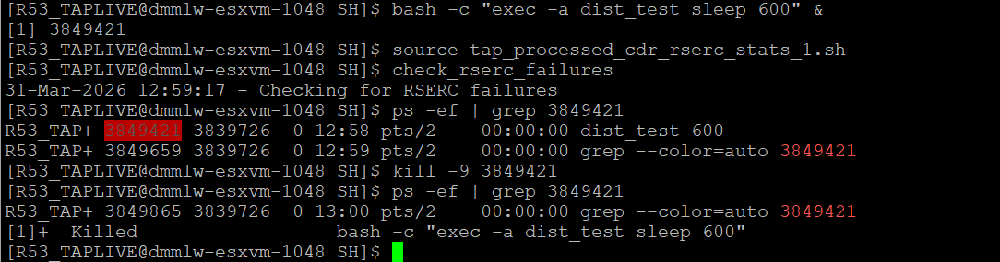 [R53_TAPLIVE@dmmlw-esxvm-1048 SH]$ bash -c "exec -a dist_test sleep 600" &
[1] 3849421
[R53_TAPLIVE@dmmlw-esxvm-1048 SH]$ source tap_processed_cdr_rserc_stats_1.sh
[R53_TAPLIVE@dmmlw-esxvm-1048 SH]$ check_rserc_failures
31-Mar-2026 12:59:17 - Checking for RSERC failures
[R53_TAPLIVE@dmmlw-esxvm-1048 SH]$ ps -ef | grep 3849421
R53_TAP+ 3849421 3839726  0 12:58 pts/2    00:00:00 dist_test 600
R53_TAP+ 3849659 3839726  0 12:59 pts/2    00:00:00 grep --color=auto 3849421
[R53_TAPLIVE@dmmlw-esxvm-1048 SH]$ kill -9 3849421
[R53_TAPLIVE@dmmlw-esxvm-1048 SH]$ ps -ef | grep 3849421
R53_TAP+ 3849865 3839726  0 13:00 pts/2    00:00:00 grep --color=auto 3849421
[1]+  Killed                  bash -c "exec -a dist_test sleep 600"
[R53_TAPLIVE@dmmlw-esxvm-1048 SH]$